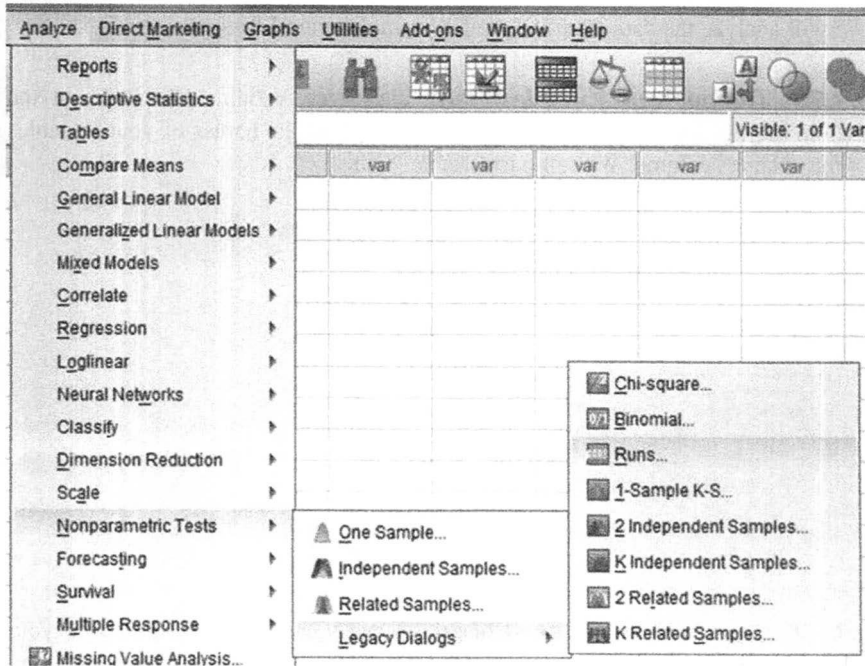 Analyze Direct Marketing Graphs Utilities Add-ons Window Help
Reports
Descriptive Statistics
Tables
Compare Means
General Linear Model
Generalized Linear Models
Mixed Models
Correlate
Regression
Loglinear
Neural Networks
Classify
Dimension Reduction
Scale
Nonparametric Tests
Forecasting
Survival
Multiple Response
Missing Value Analysis...
A
1
Visible: 1 of 1 Var
var var var var var
One Sample...
Independent Samples...
Related Samples...
Legacy Dialogs
Chi-square...
Binomial...
Runs...
1-Sample K-S...
2 Independent Samples...
K Independent Samples...
2 Related Samples...
K Related Samples...